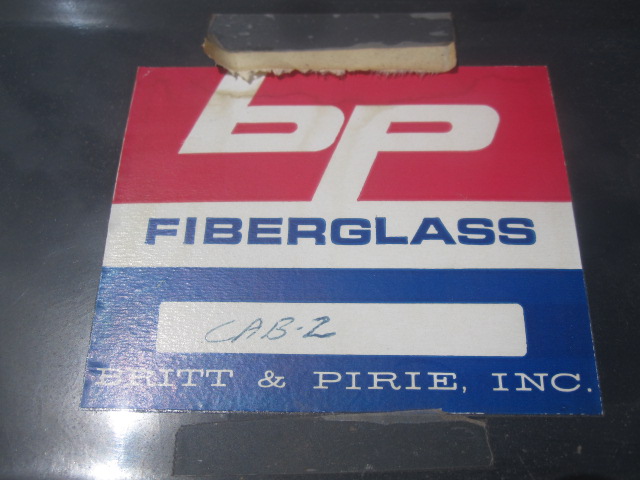 bp
FIBERGLASS
CAB-2
BRITT & PIRIE, INC.